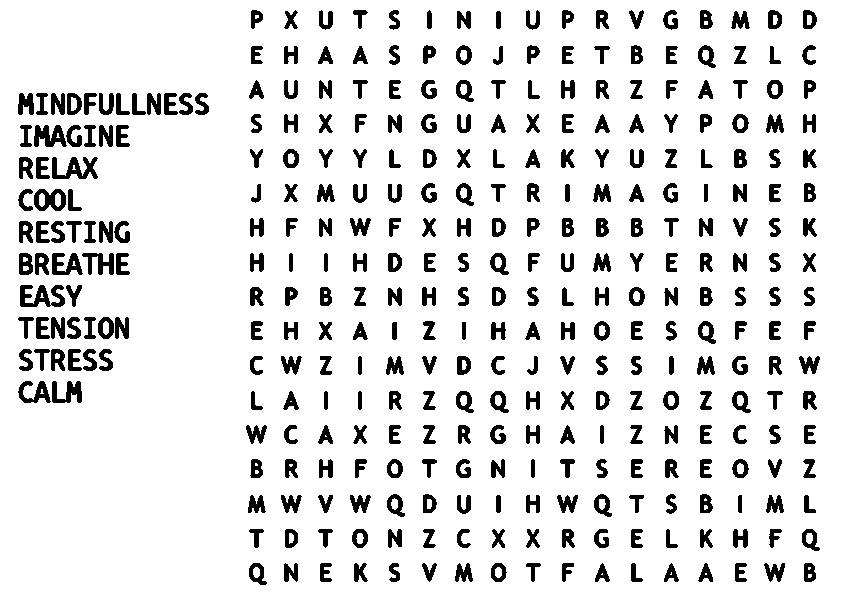 MINDFULLNESS
IMAGINE
RELAX
COOL
RESTING
BREATHE
EASY
TENSION
STRESS
CALM
P X U T S I N I U P R V G B M D D
E H A A S P O J P E T B E Q Z L C
A U N T E G Q T L H R Z F A T O P
S H X F N G U A X E A A Y P O M H
Y O Y Y L D X L A K Y U Z L B S K
J X M U U G Q T R I M A G I N E B
H F N W F X H D P B B B T N V S K
H I I H D E S Q F U M Y E R N S X
R P B Z N H S D S L H O N B S S S
E H X A I Z I H A H O E S Q F E F
C W Z I M V D C J V S S I M G R W
L A I I R Z Q Q H X D Z O Z Q T R
W C A X E Z R G H A I Z N E C S E
B R H F O T G N I T S E R E O V Z
M W V W Q D U I H W Q T S B I M L
T D T O N Z C X X R G E L K H F Q
Q N E K S V M O T F A L A A E W B